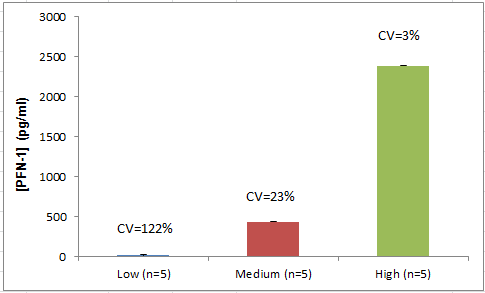 [PFN-1] (pg/ml)
3000
2500
2000
1500
1000
500
0
CV=122%
CV=23%
CV=3%
Low (n=5)
Medium (n=5)
High (n=5)